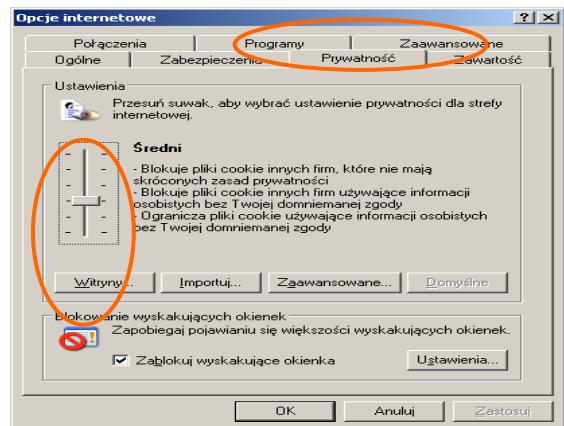 Opcje internetowe
Połączenia Programy Zaawansowane
Ogólne Zabezpieczenia Prywatność Zawartość
Ustawienia
Przesuń suwak, aby wybrać ustawienie prywatności dla strefy
internetowej.
Średni
- Blokuje pliki cookie innych firm, które nie mają
skróconych zasad prywatności
- Blokuje pliki cookie innych firm używające informacji
osobistych bez Twojej domniemanej zgody
- Ogranicza pliki cookie używające informacji osobistych
bez Twojej domniemanej zgody
Witryny... Importuj... Zaawansowane... Domyślne
Blokowanie wyskakujących okienek
Zapobiegaj pojawianiu się większości wyskakujących okienek.
Zablokuj wyskakujące okienka Ustawienia...
OK Anuluj Zastosuj